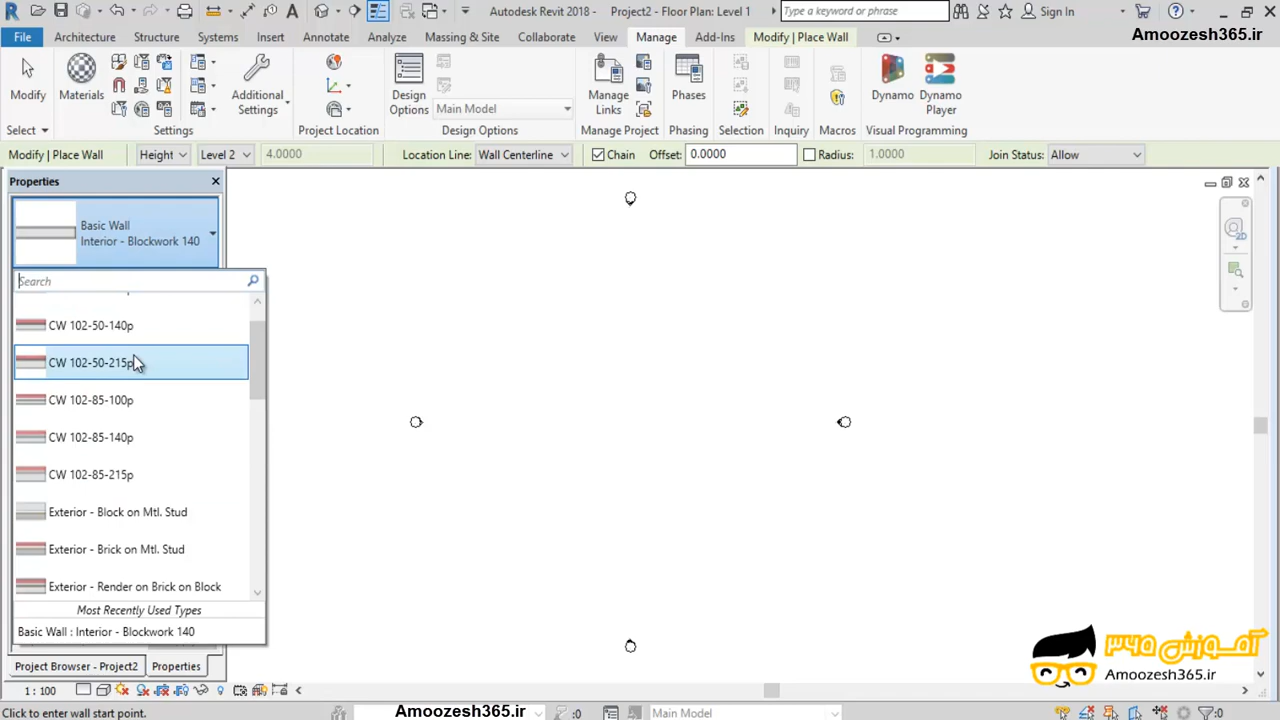 Autodesk Revit 2018 - Project2 - Floor Plan: Level 1
Type a keyword or phrase
Sign In
File Architecture Structure Systems Insert Annotate Analyze Massing & Site Collaborate View Manage Add-Ins Modify | Place Wall
Amoozesh365.ir
Modify
Materials
Additional
Settings
Design
Options
Main Model
Manage
Links
Phases
Dynamo
Dynamo
Player
Select Settings Project Location Design Options Manage Project Phasing Selection Inquiry Macros Visual Programming
Modify | Place Wall Height Level 2 4.0000 Location Line: Wall Centerline Chain Offset: 0.0000 Radius: 1.0000 Join Status: Allow
Properties
Basic Wall
Interior - Blockwork 140
Search
CW 102-50-140p
CW 102-50-215p
CW 102-85-100p
CW 102-85-140p
CW 102-85-215p
Exterior - Block on Mtl. Stud
Exterior - Brick on Mtl. Stud
Exterior - Render on Brick on Block
Most Recently Used Types
Basic Wall : Interior - Blockwork 140
Project Browser - Project2 Properties
2D
آموزش ۳۶۵
Amoozesh365.ir
1 : 100
Click to enter wall start point.
Amoozesh365.ir
:0
Main Model
:0